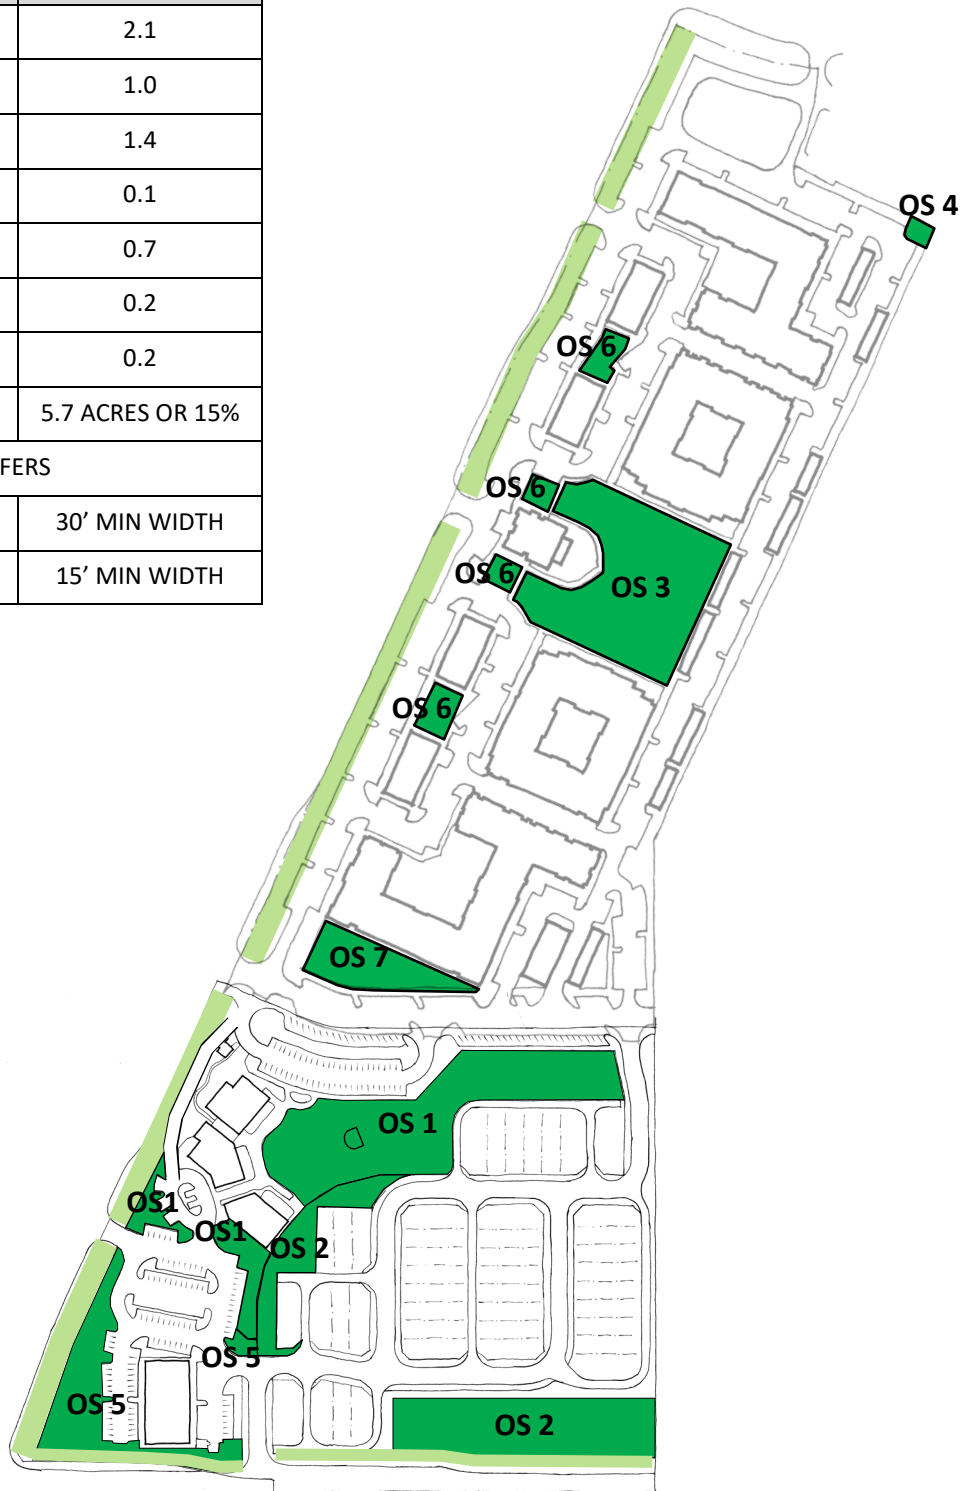 2.1
1.0
1.4
0.1
0.7
0.2
0.2
5.7 ACRES OR 15%
FERS
30’ MIN WIDTH
15’ MIN WIDTH
OS 4
OS 6
OS 6
OS 6
OS 3
OS 6
OS 7
OS 1
OS1
OS1
OS 2
OS 5
OS 5
OS 2